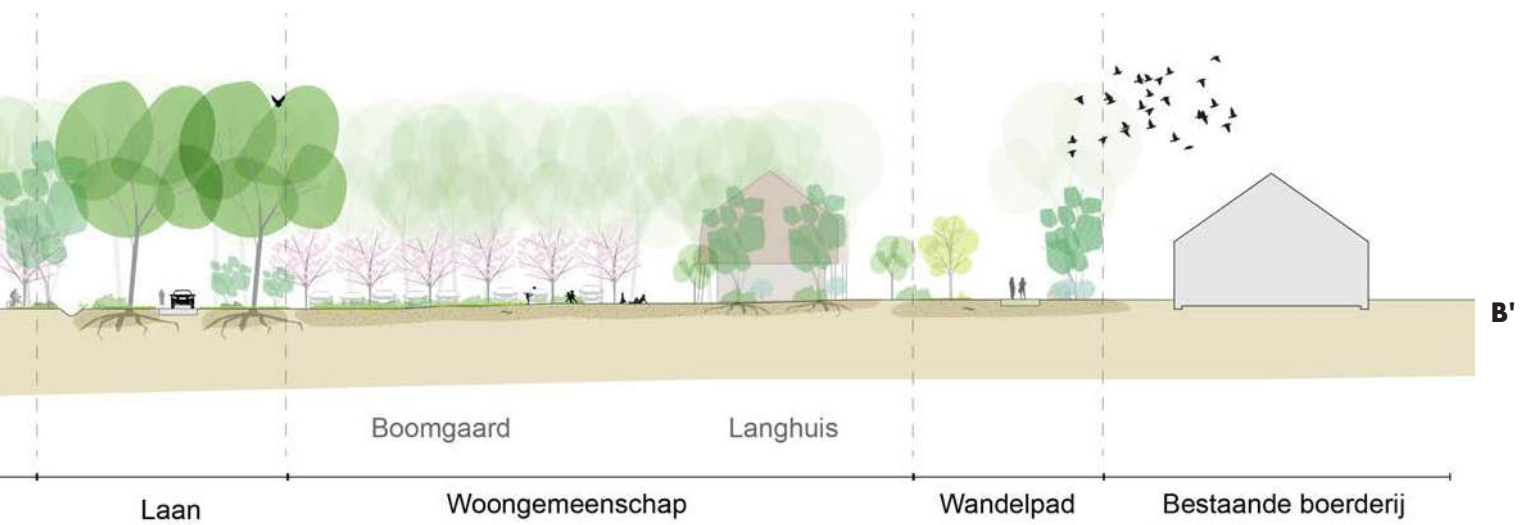 B'
Boomgaard
Langhuis
Laan
Woongemeenschap
Wandelpad
Bestaande boerderij